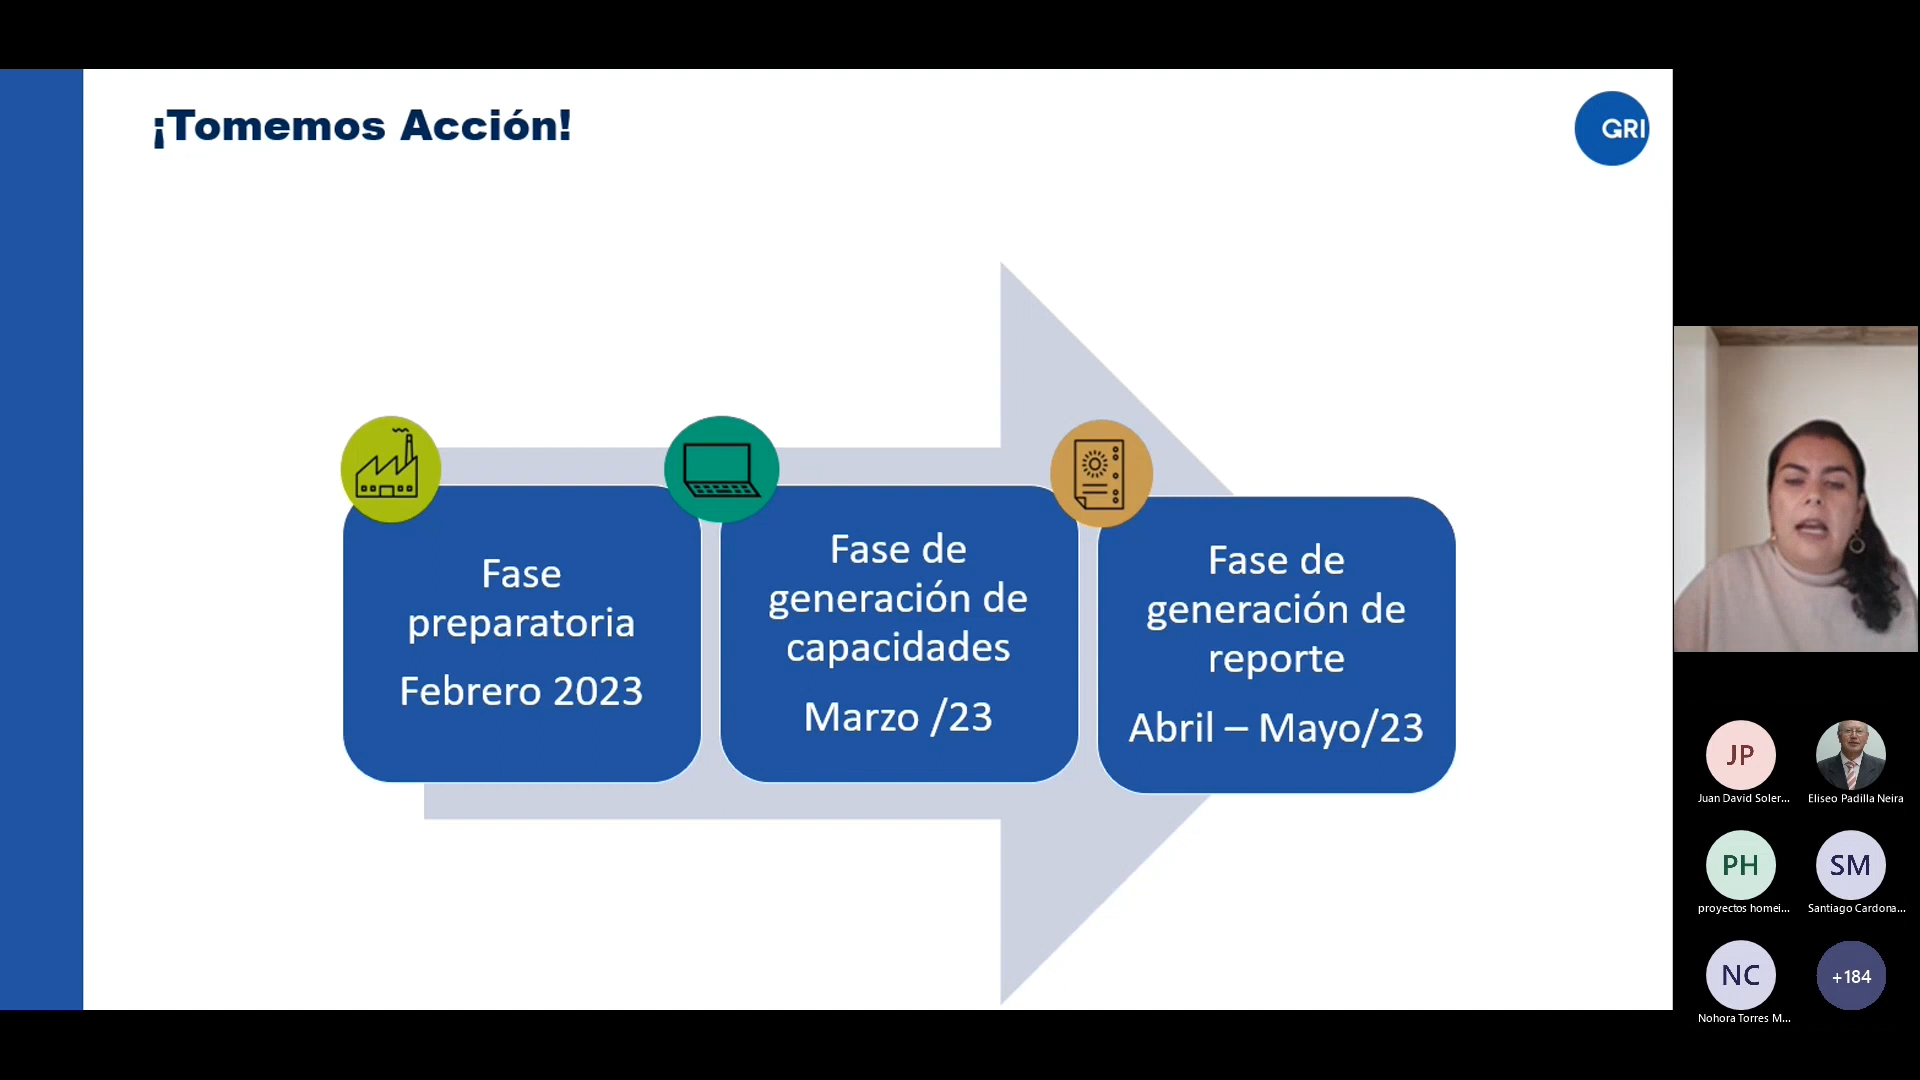 ¡Tomemos Acción!
GRI
Fase
preparatoria
Febrero 2023
Fase de
generación de
capacidades
Marzo /23
Fase de
generación de
reporte
Abril – Mayo/23
JP
Juan David Soler...
Eliseo Padilla Neira
PH
proyectos homei...
SM
Santiago Cardona...
NC
Nohora Torres M...
+184